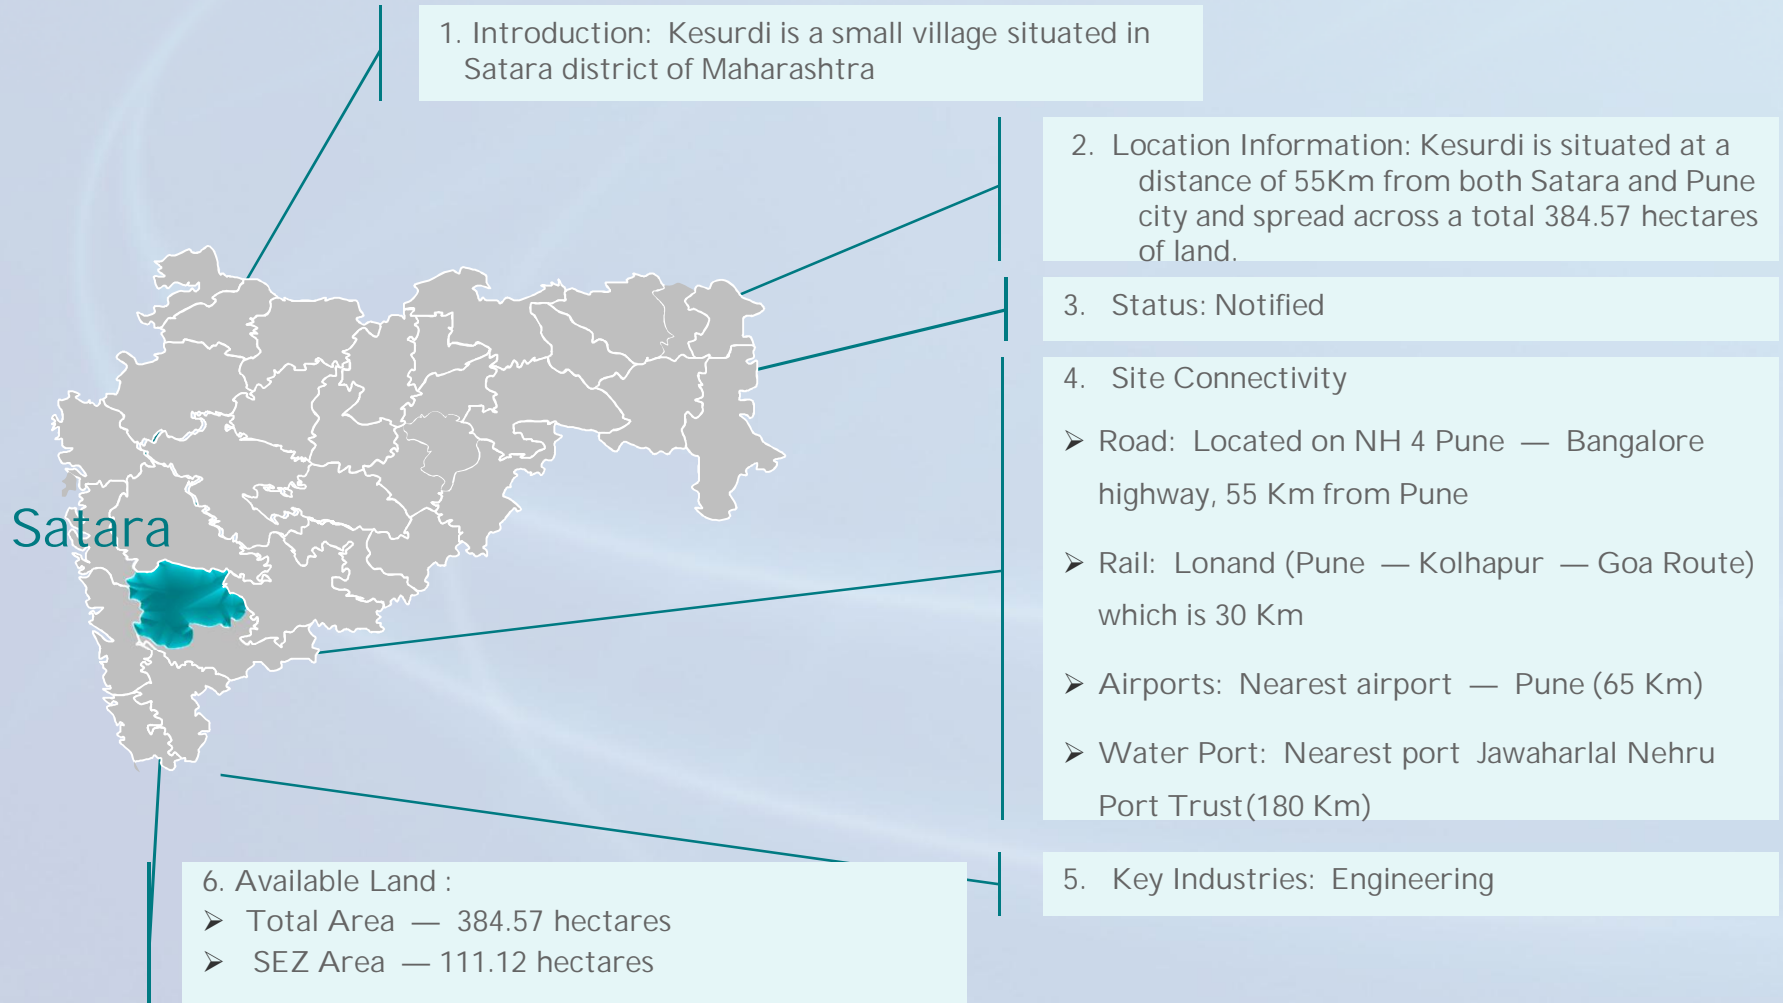 1. Introduction: Kesurdi is a small village situated in
Satara district of Maharashtra
2. Location Information: Kesurdi is situated at a
distance of 55Km from both Satara and Pune
city and spread across a total 384.57 hectares
of land.
3. Status: Notified
4. Site Connectivity
➢ Road: Located on NH 4 Pune — Bangalore
highway, 55 Km from Pune
➢ Rail: Lonand (Pune — Kolhapur — Goa Route)
which is 30 Km
➢ Airports: Nearest airport — Pune (65 Km)
➢ Water Port: Nearest port Jawaharlal Nehru
Port Trust(180 Km)
Satara
5. Key Industries: Engineering
6. Available Land :
➢ Total Area — 384.57 hectares
➢ SEZ Area — 111.12 hectares